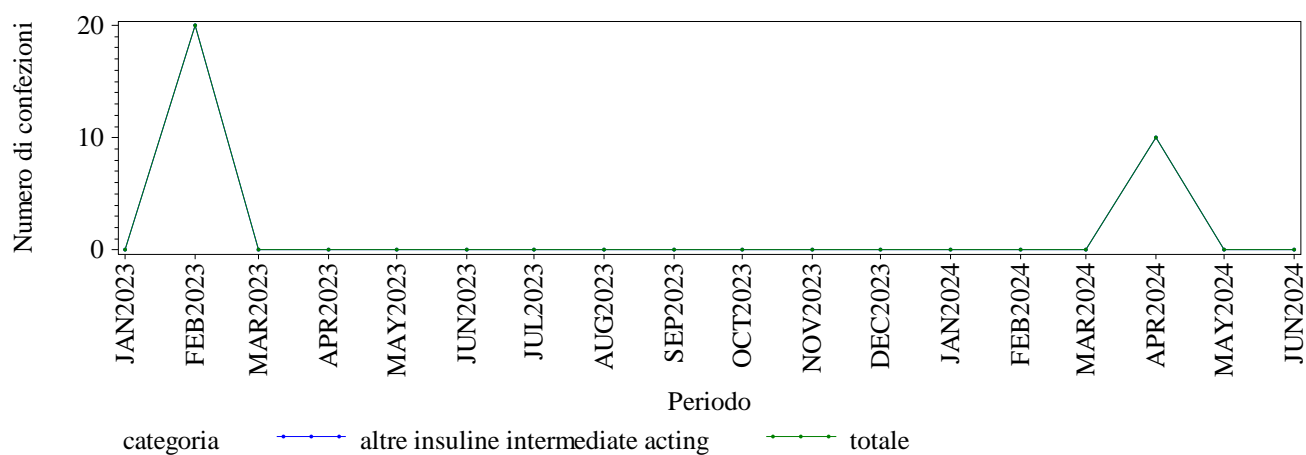 Numero di confezioni
20
10
0
JAN2023
FEB2023
MAR2023
APR2023
MAY2023
JUN2023
JUL2023
AUG2023
SEP2023
OCT2023
NOV2023
DEC2023
JAN2024
FEB2024
MAR2024
APR2024
MAY2024
JUN2024
Periodo
categoria altre insuline intermediate acting totale